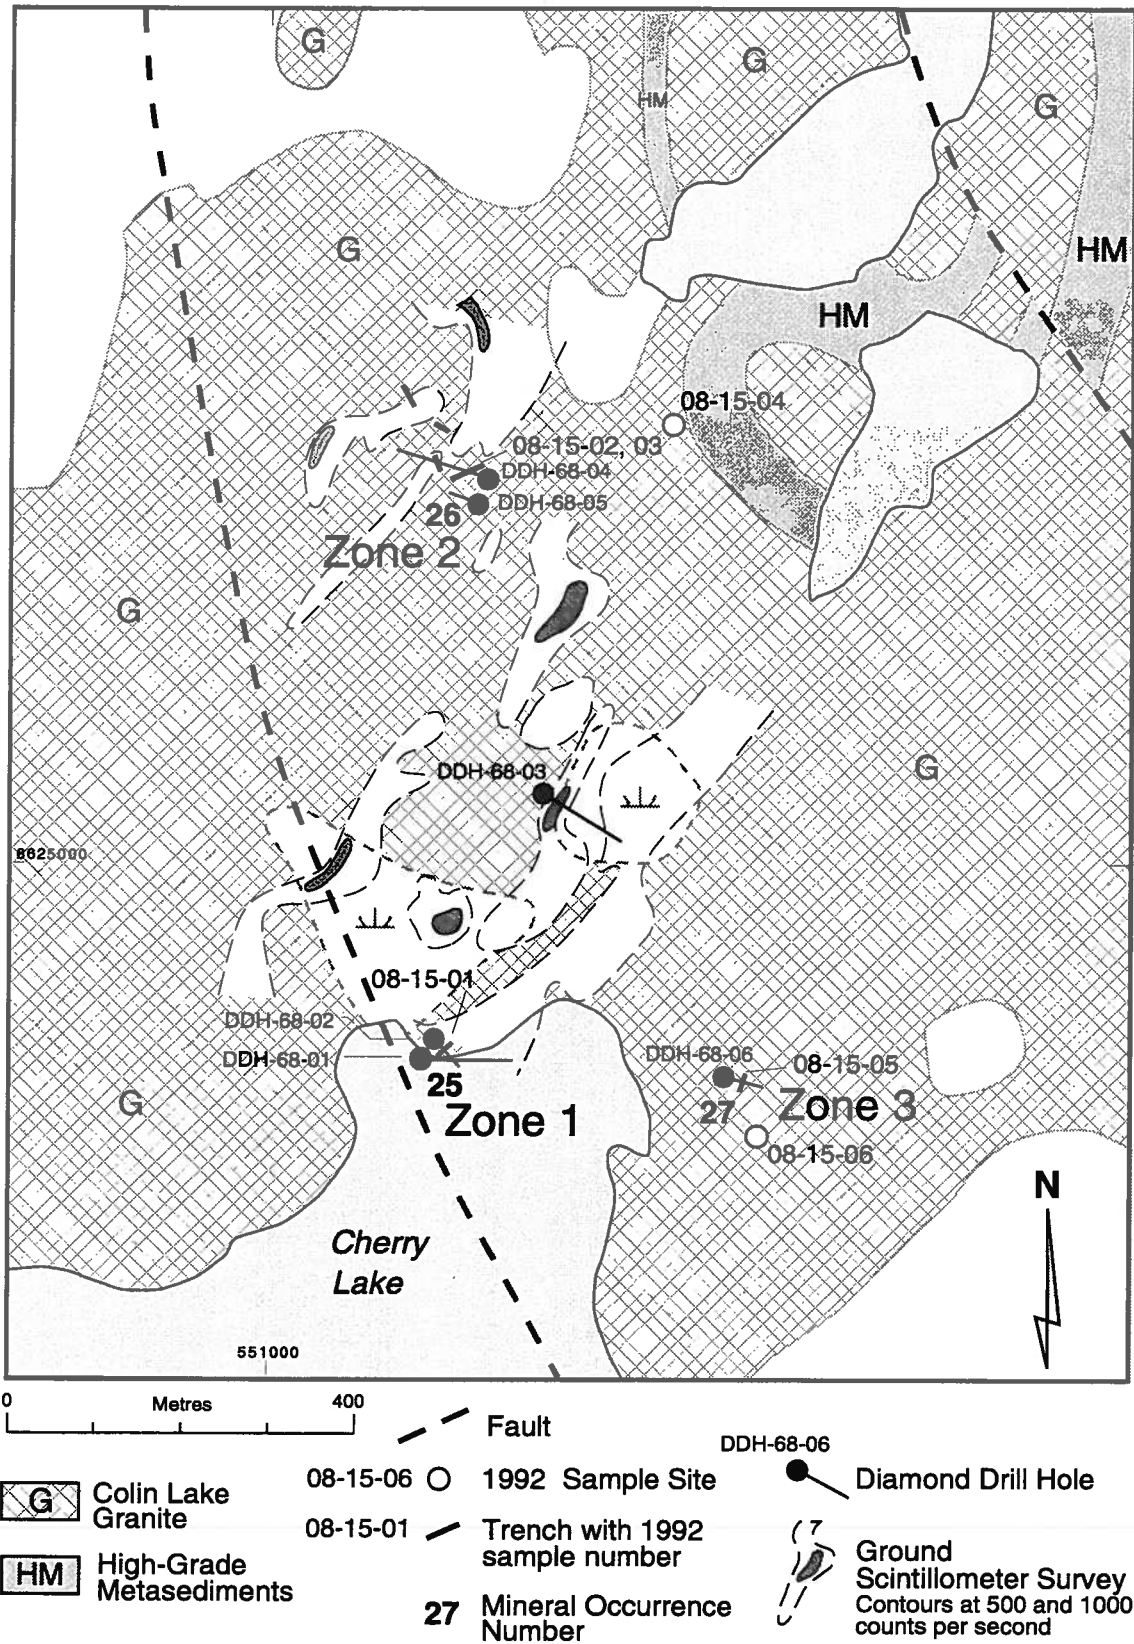 G
G
HM
G
G
HM
HM
08-15-04
08-15-02, 03
DDH-68-04
DDH-68-05
26
Zone 2
G
G
DDH-68-03
6625000
08-15-01
DDH-68-02
DDH-68-01
25
Zone 1
DDH-68-06
08-15-05
27
Zone 3
08-15-06
G
N
Cherry
Lake
551000
0 Metres 400
Fault
DDH-68-06
08-15-06 1992 Sample Site
Diamond Drill Hole
G Colin Lake
Granite
08-15-01 Trench with 1992
sample number
HM High-Grade
Metasediments
27 Mineral Occurrence
Number
Ground
Scintillometer Survey
Contours at 500 and 1000
counts per second